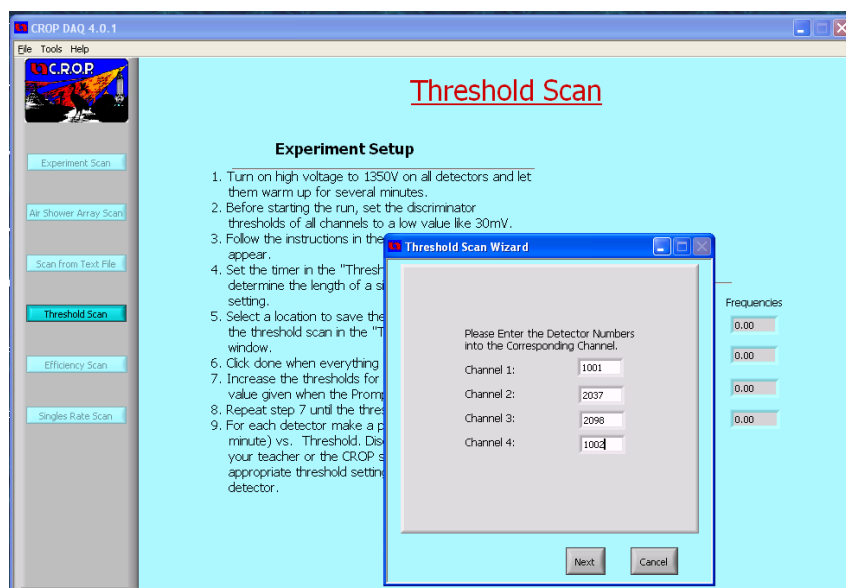 CROP DAQ 4.0.1
File Tools Help
C.R.O.P.
Threshold Scan
Experiment Setup
Experiment Scan
Air Shower Array Scan
Scan from Text File
Threshold Scan
Efficiency Scan
Singles Rate Scan
1. Turn on high voltage to 1350V on all detectors and let
them warm up for several minutes.
2. Before starting the run, set the discriminator
thresholds of all channels to a low value like 30mV.
3. Follow the instructions in the
appear.
4. Set the timer in the "Thresh
determine the length of a si
setting.
5. Select a location to save the
the threshold scan in the "T
window.
6. Click done when everything
7. Increase the thresholds for
value given when the Promp
8. Repeat step 7 until the thres
9. For each detector make a p
minute) vs. Threshold. Dis
your teacher or the CROP s
appropriate threshold setting
detector.
Threshold Scan Wizard
Please Enter the Detector Numbers
into the Corresponding Channel.
Channel 1: 1001
Channel 2: 2037
Channel 3: 2098
Channel 4: 1002
Next Cancel
Frequencies
0.00
0.00
0.00
0.00